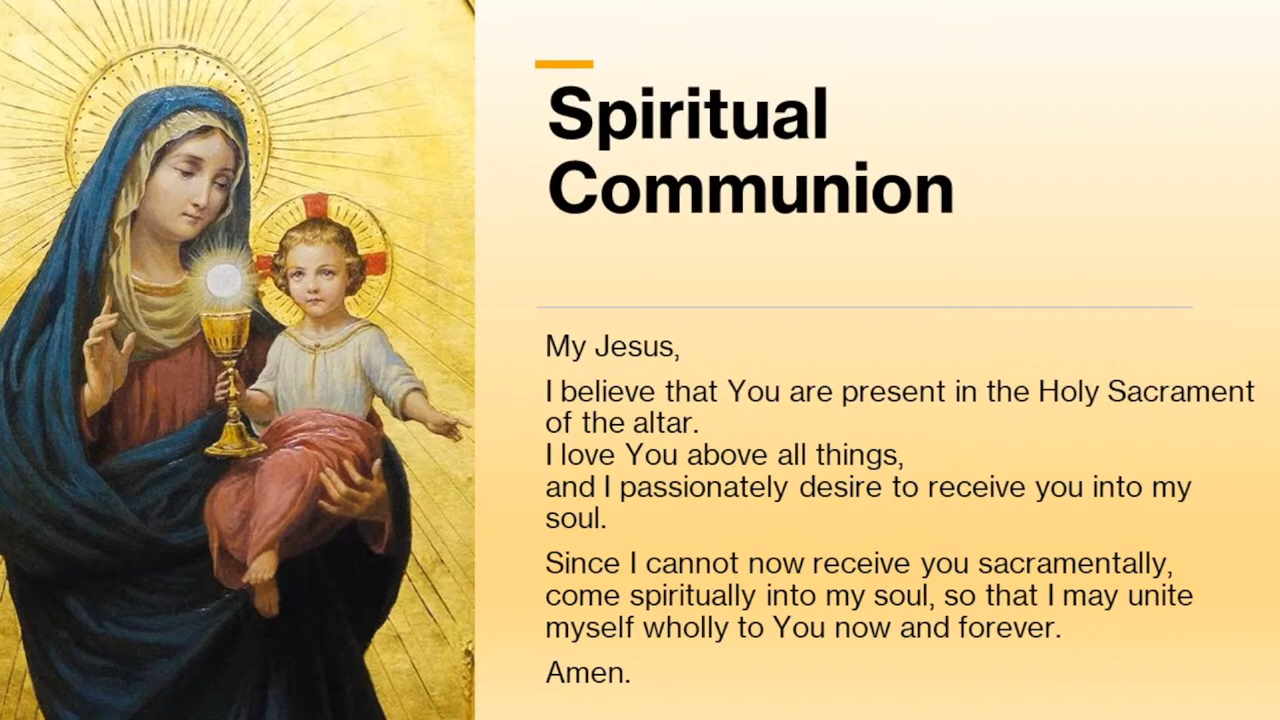 Spiritual
Communion
My Jesus,
I believe that You are present in the Holy Sacrament
of the altar.
I love You above all things,
and I passionately desire to receive you into my
soul.
Since I cannot now receive you sacramentally,
come spiritually into my soul, so that I may unite
myself wholly to You now and forever.
Amen.